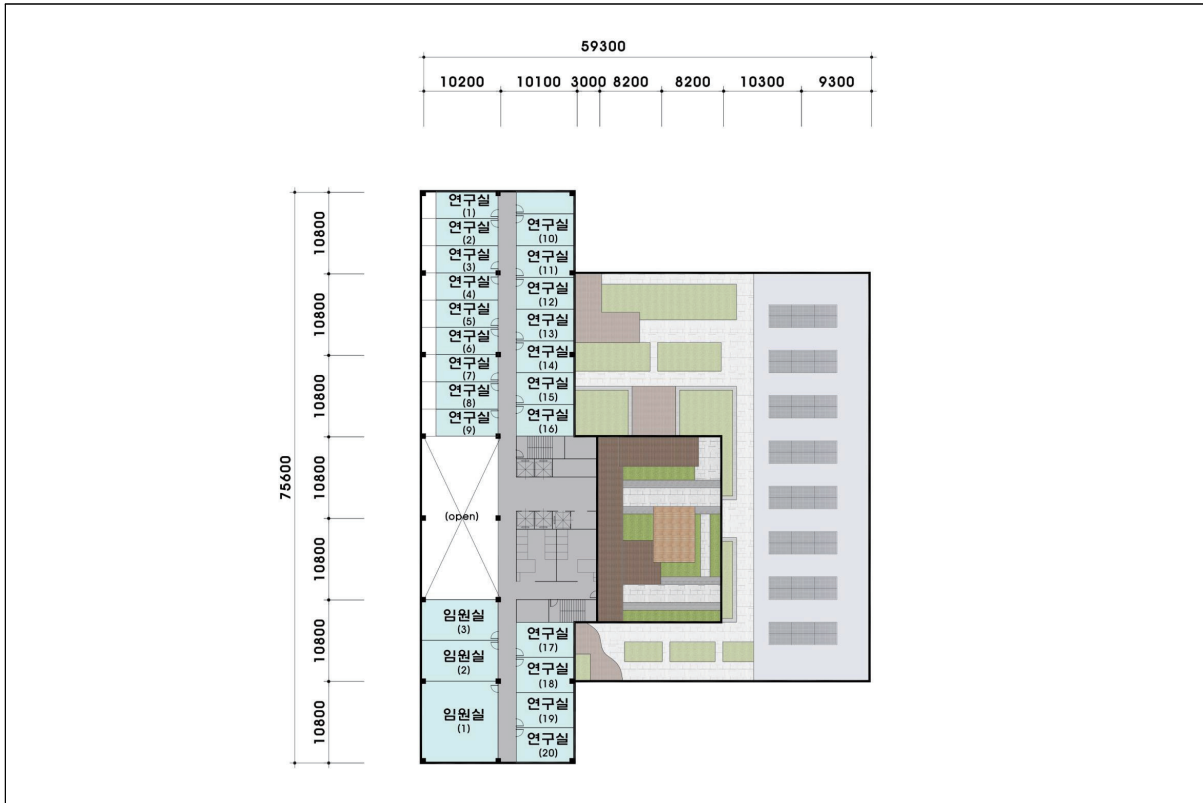 59300
10200 10100 3000 8200 8200 10300 9300
75600
10800
10800
10800
10800
10800
10800
10800
연구실
(1)
연구실
(2)
연구실
(3)
연구실
(4)
연구실
(5)
연구실
(6)
연구실
(7)
연구실
(8)
연구실
(9)
(open)
임원실
(3)
임원실
(2)
임원실
(1)
연구실
(10)
연구실
(11)
연구실
(12)
연구실
(13)
연구실
(14)
연구실
(15)
연구실
(16)
연구실
(17)
연구실
(18)
연구실
(19)
연구실
(20)